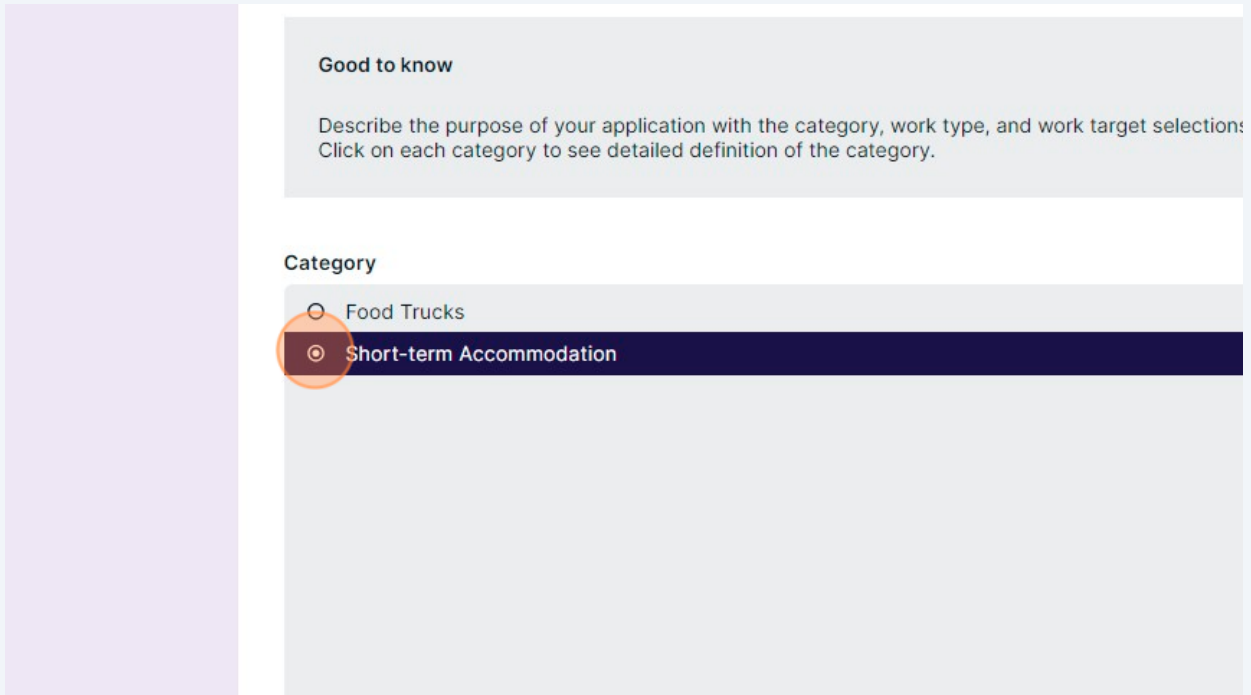 Good to know
Describe the purpose of your application with the category, work type, and work target selections
Click on each category to see detailed definition of the category.
Category
Food Trucks
Short-term Accommodation